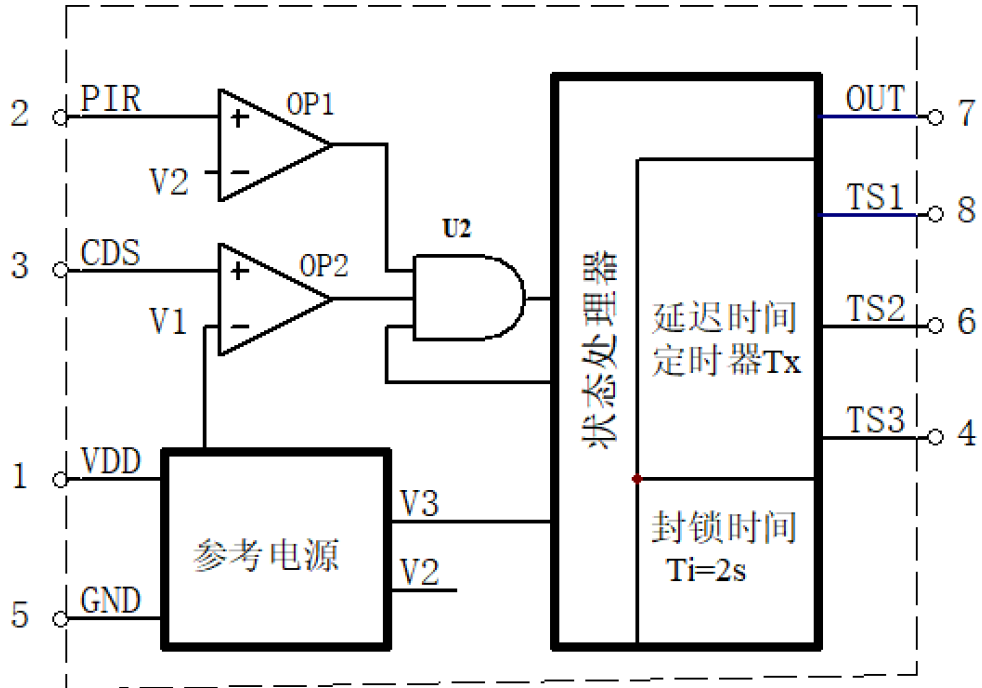 2
PIR
OP1
OUT
7
V2
TS1
8
U2
3
CDS
OP2
V1
状态处理器
延迟时间
定时器Tx
TS2
6
TS3
4
1
VDD
V3
封锁时间
Ti=2s
参考电源
V2
5
GND